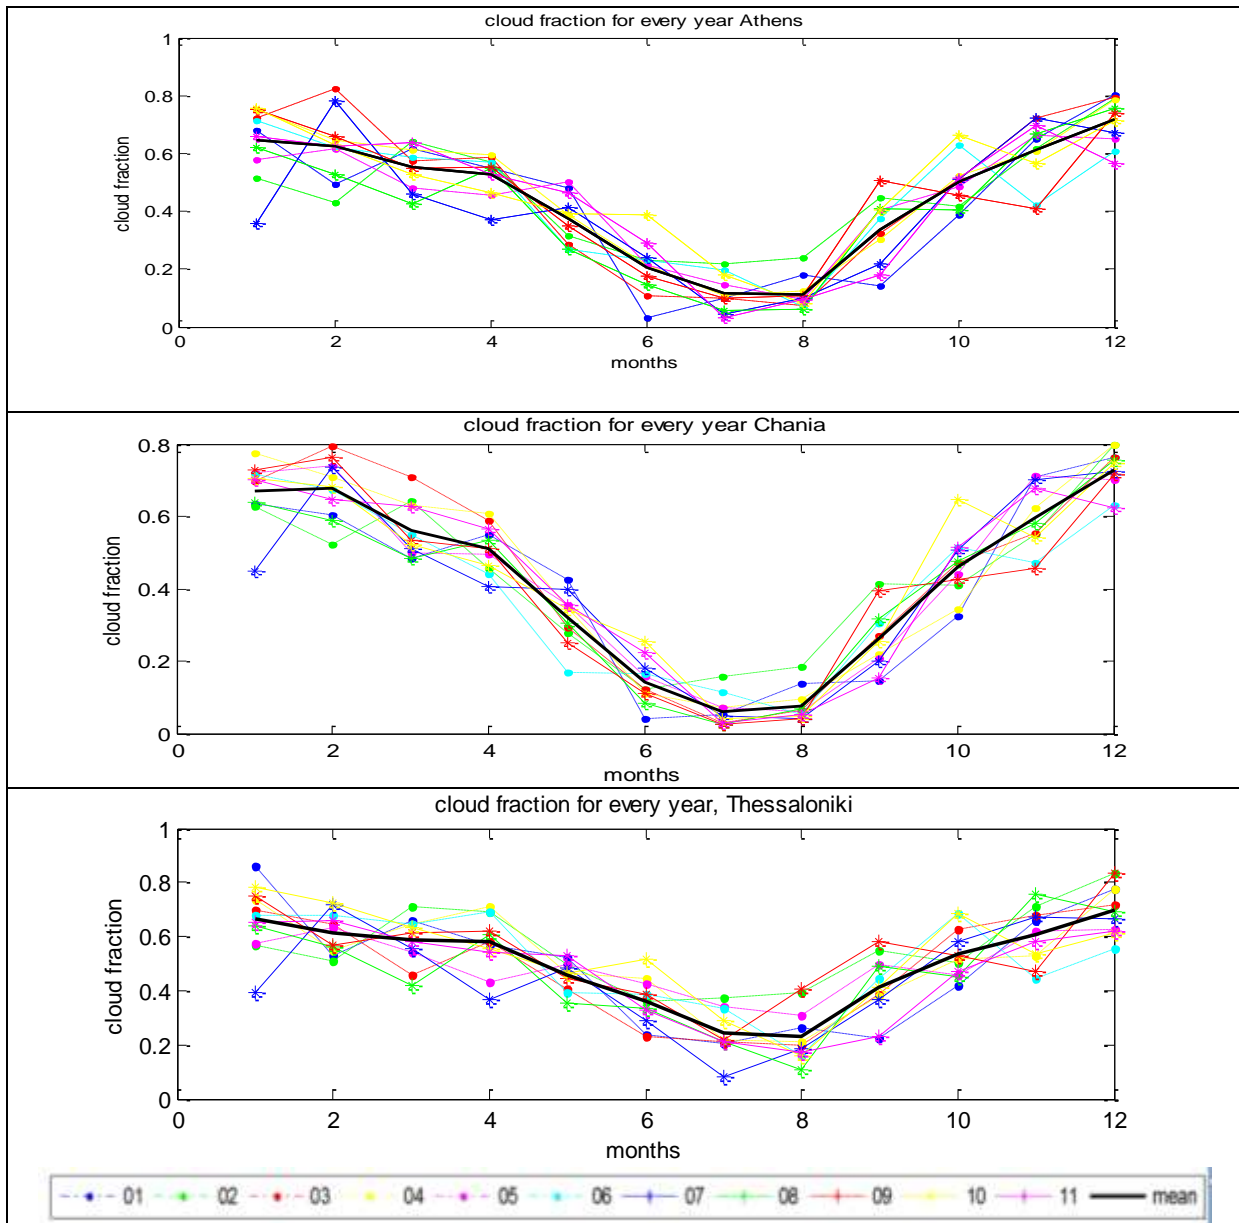 cloud fraction for every year Athens
1
0.8
0.6
0.4
0.2
0
cloud fraction
0 2 4 6 8 10 12
months
cloud fraction for every year Chania
0.8
0.6
0.4
0.2
0
cloud fraction
0 2 4 6 8 10 12
months
cloud fraction for every year, Thessaloniki
1
0.8
0.6
0.4
0.2
0
cloud fraction
0 2 4 6 8 10 12
months
01 02 03 04 05 06 07 08 09 10 11 mean